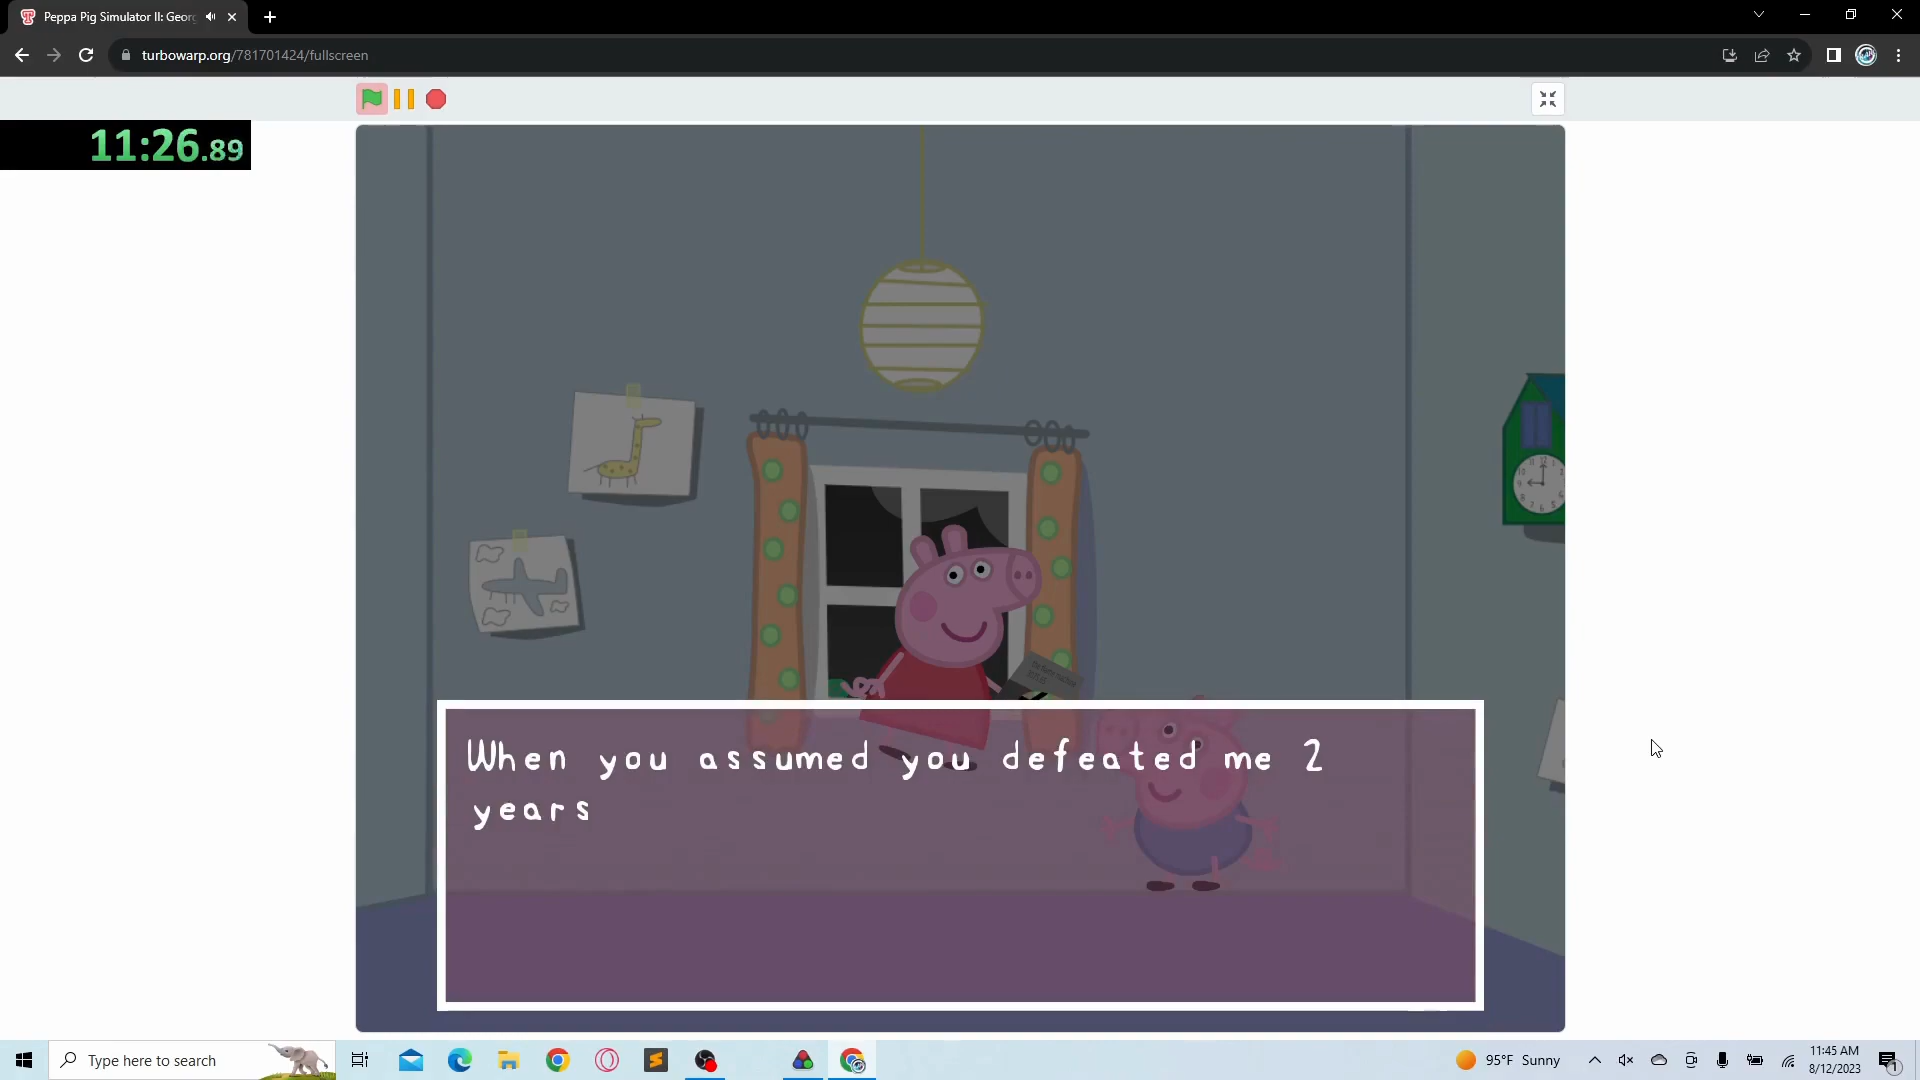 Peppa Pig Simulator II: Geor
turbowarp.org/781701424/fullscreen
11:26.89
When you assumed you defeated me 2
years
Type here to search
95°F Sunny
11:45 AM
8/12/2023
1